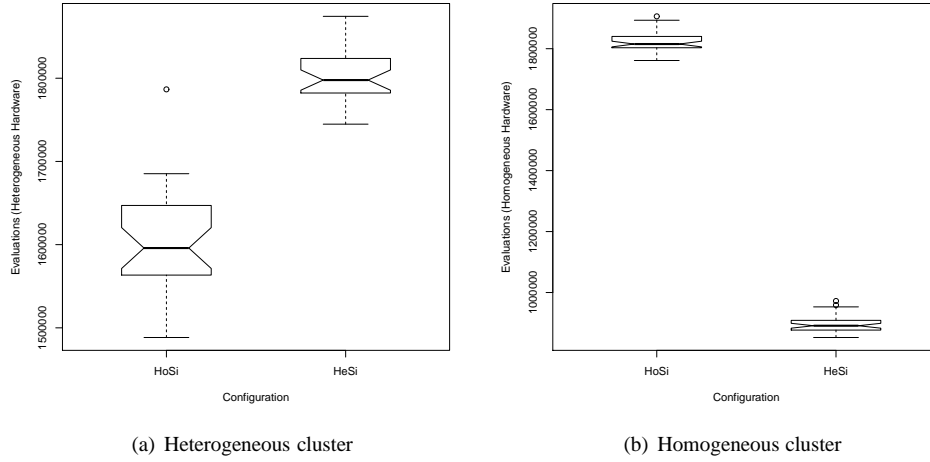 Evaluations (Heterogeneous Hardware)
1800000
1700000
1600000
1500000
HoSi
HeSi
Configuration
(a) Heterogeneous cluster
Evaluations (Homogeneous Hardware)
1800000
1600000
1400000
1200000
1000000
HoSi
HeSi
Configuration
(b) Homogeneous cluster